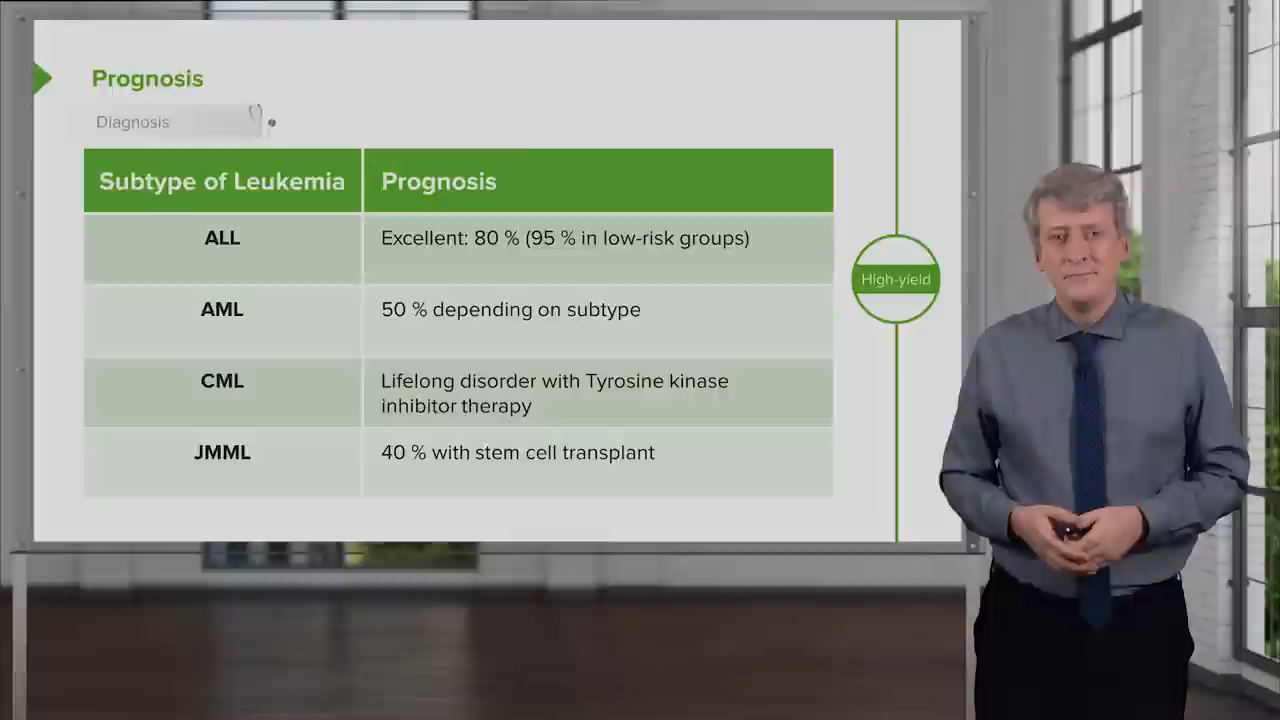 Prognosis
Diagnosis
Subtype of Leukemia
Prognosis
ALL
Excellent: 80 % (95 % in low-risk groups)
AML
50 % depending on subtype
CML
Lifelong disorder with Tyrosine kinase
inhibitor therapy
JMML
40 % with stem cell transplant
High-yield